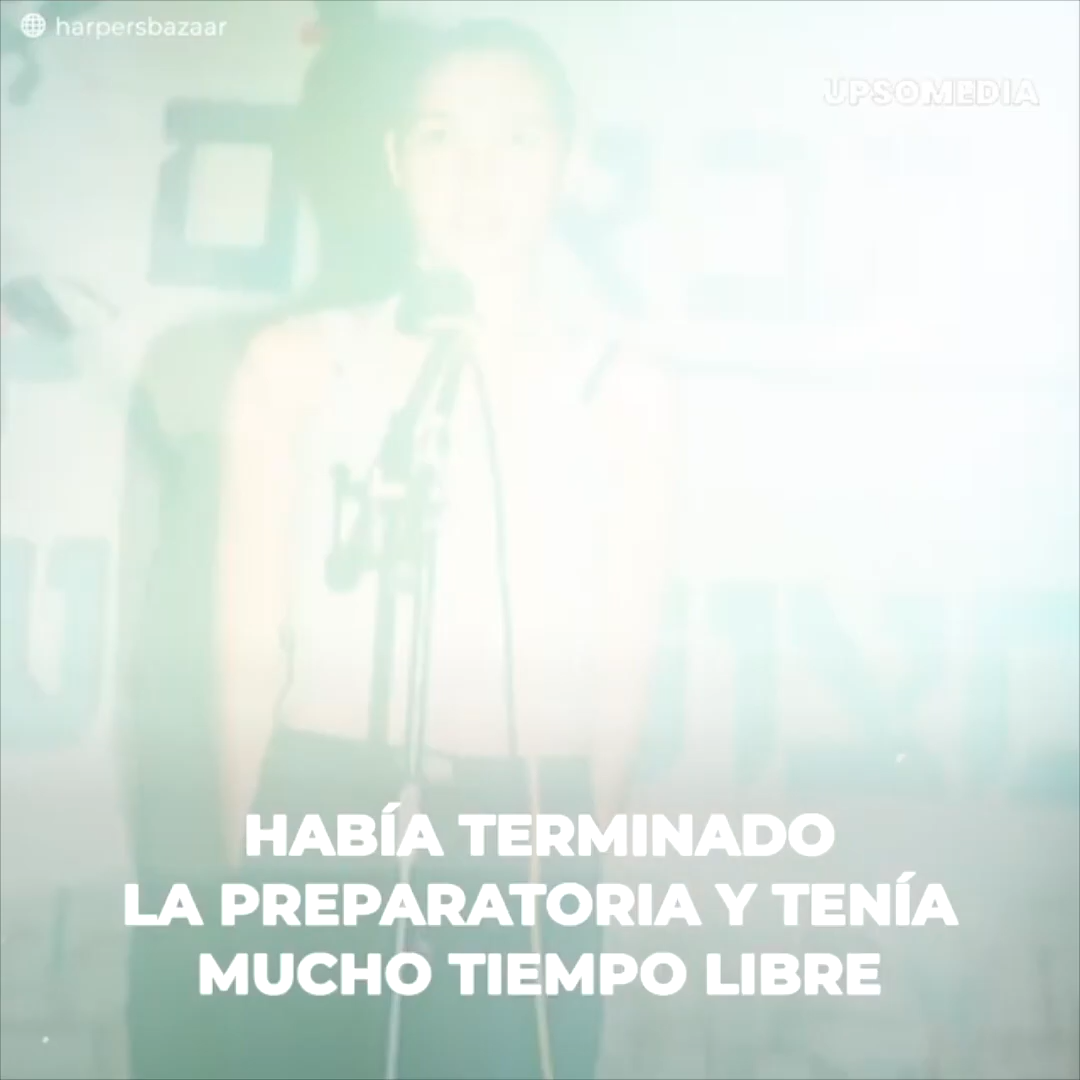 harpersbazaar
UPSOMEDIA
HABÍA TERMINADO
LA PREPARATORIA Y TENÍA
MUCHO TIEMPO LIBRE